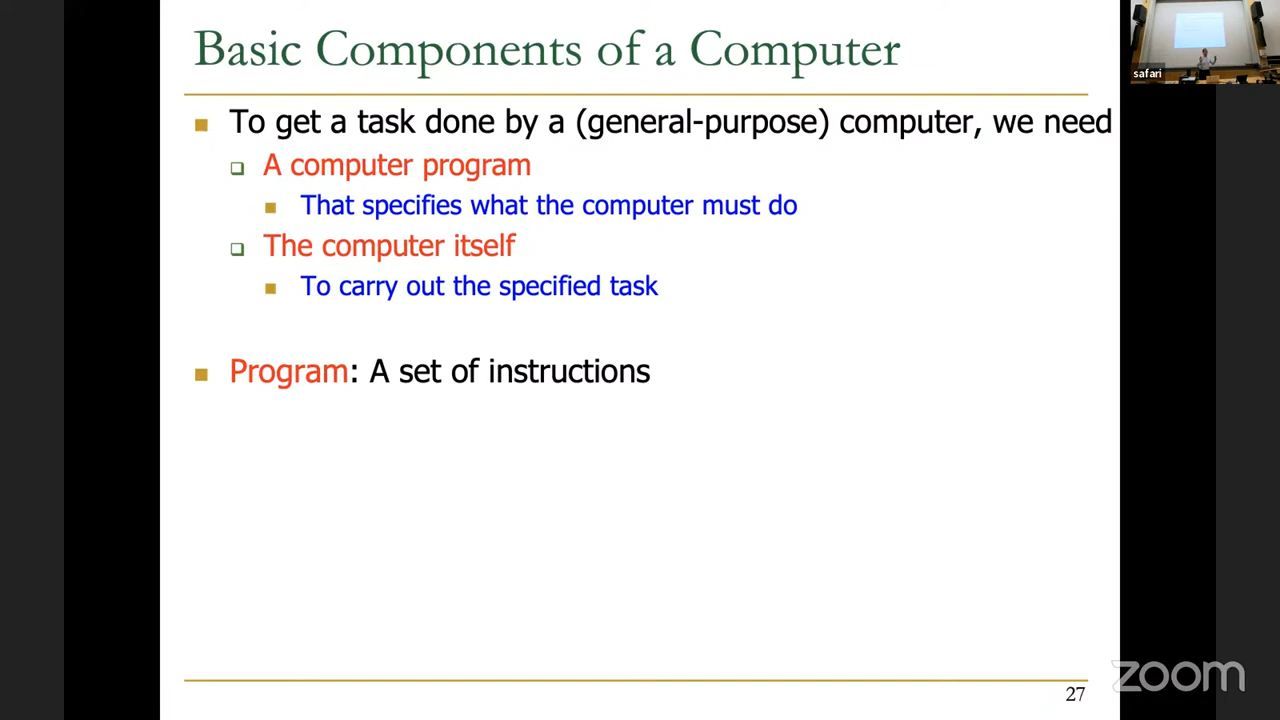 Basic Components of a Computer
safari
To get a task done by a (general-purpose) computer, we need
A computer program
That specifies what the computer must do
The computer itself
To carry out the specified task
Program: A set of instructions
27
zoom